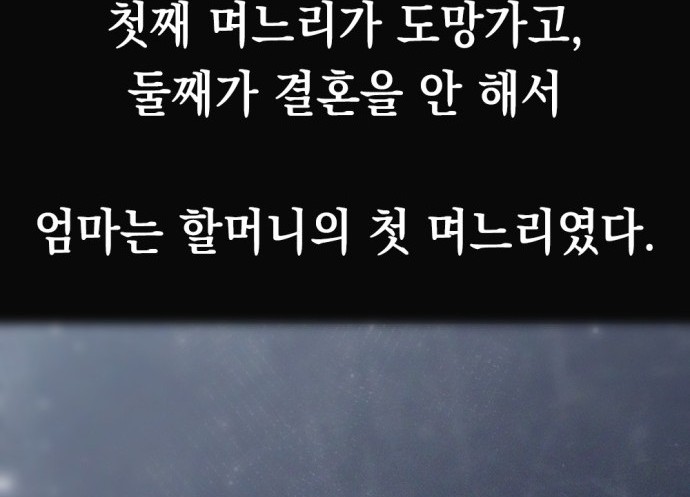 첫째 며느리가 도망가고,
둘째가 결혼을 안 해서
엄마는 할머니의 첫 며느리였다.